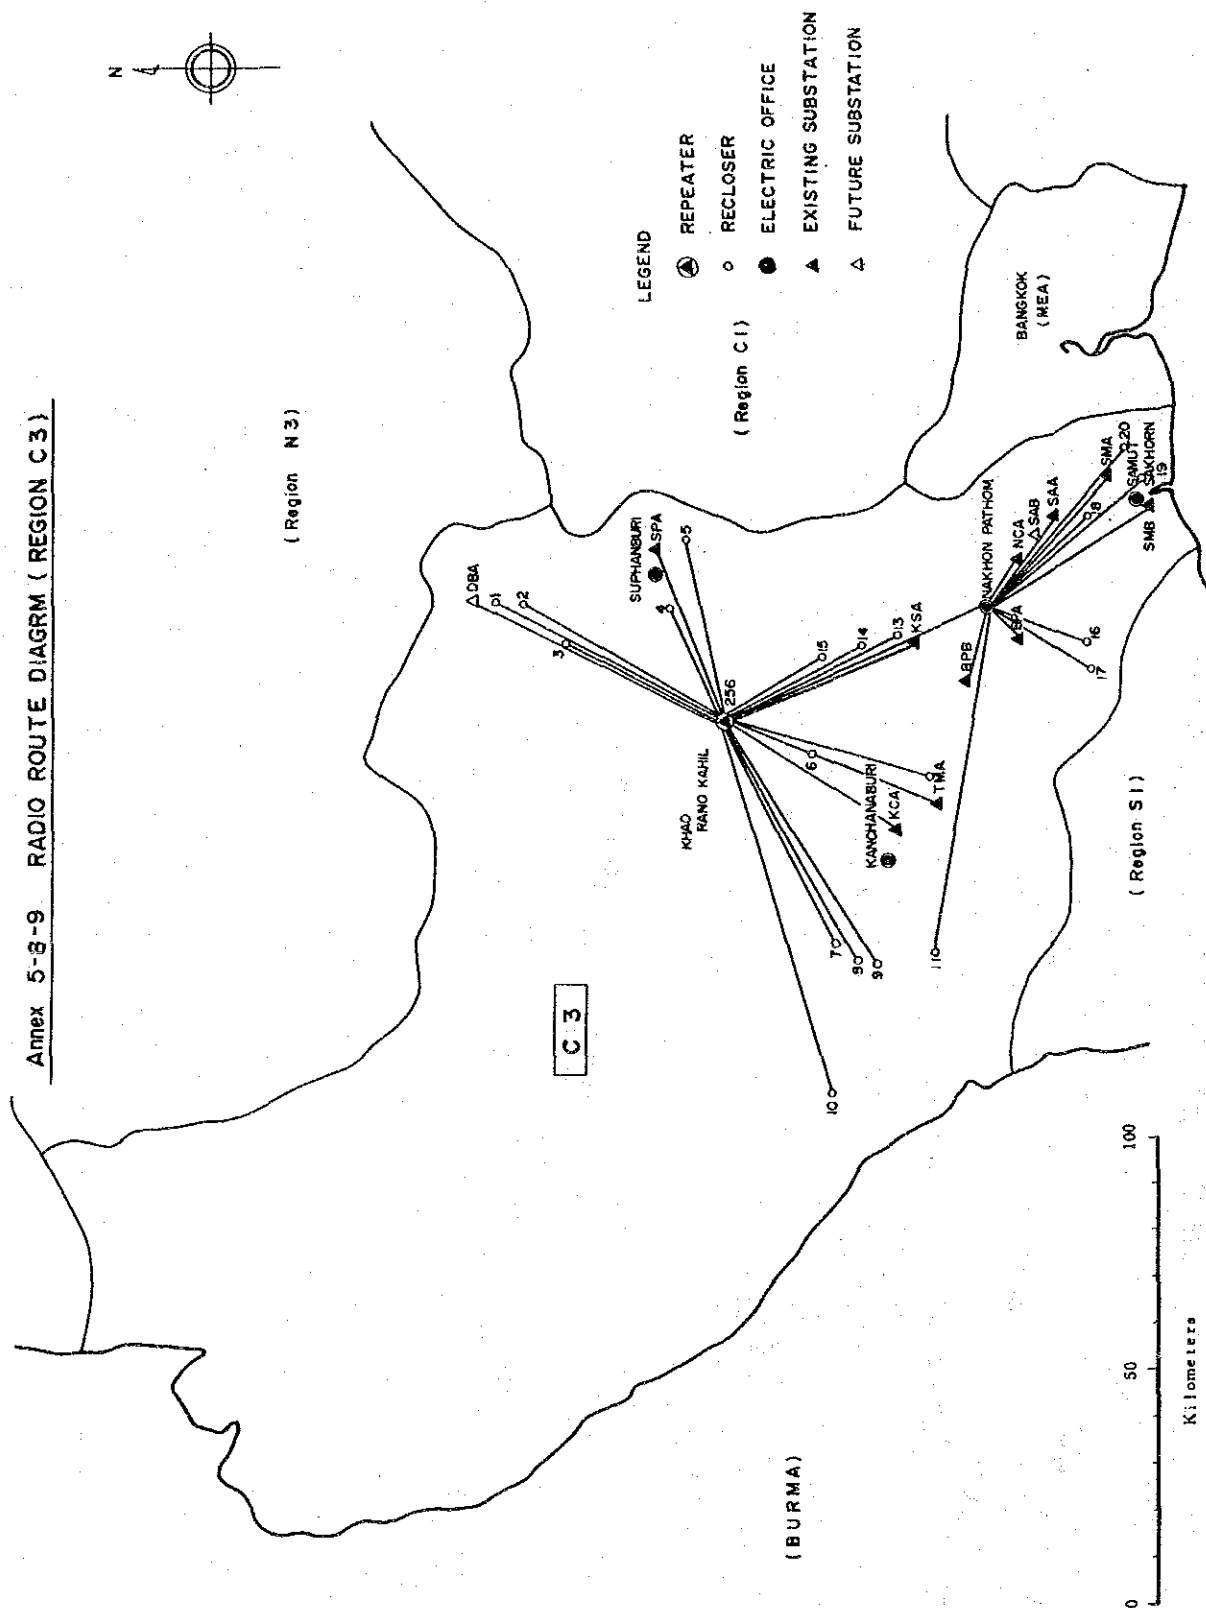 Annex 5-8-9 RADIO ROUTE DIAGRM ( REGION C 3 )
N
( Region N3)
LEGEND
REPEATER
RECLOSER
ELECTRIC OFFICE
EXISTING SUBSTATION
FUTURE SUBSTATION
(Region C1)
BANGKOK
(MEA)
DBA
1
2
3
SUPHANBURI
SPA
4
5
256
KHAO
RANO KAHIL
15
14
13
KSA
6
KANCHANABURI
KCA
TMA
7
8
9
10
11
C 3
NAKHON PATHOM
BPB
BPA
NCA
SAB
SAA
SMA
16
17
18
20
SAMUT
SAKHORN
19
SMB
(Region S1)
(BURMA)
0
50
100
Kilometers